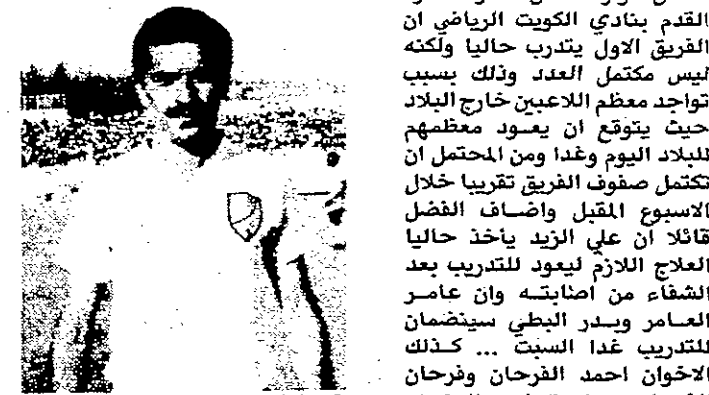 القدم بنادي الكويت الرياضي ان
الفريق الاول يتدرب حاليا ولكنه
ليس مكتمل العدد وذلك بسبب
تواجد معظم اللاعبين خارج البلاد
حيث يتوقع ان يعود معظمهم
للبلاد اليوم وغدا ومن المحتمل ان
تكتمل صفوف الفريق تقريبا خلال
الاسبوع المقبل واضاف الفضل
قائلا ان علي الزيد يأخذ حاليا
العلاج اللازم ليعود للتدريب بعد
الشفاء من اصابته وان عامر
العامر وبدر البطي سينضمان
للتدريب غدا السبت ... كذلك
الاخوان احمد الفرحان وفرحان